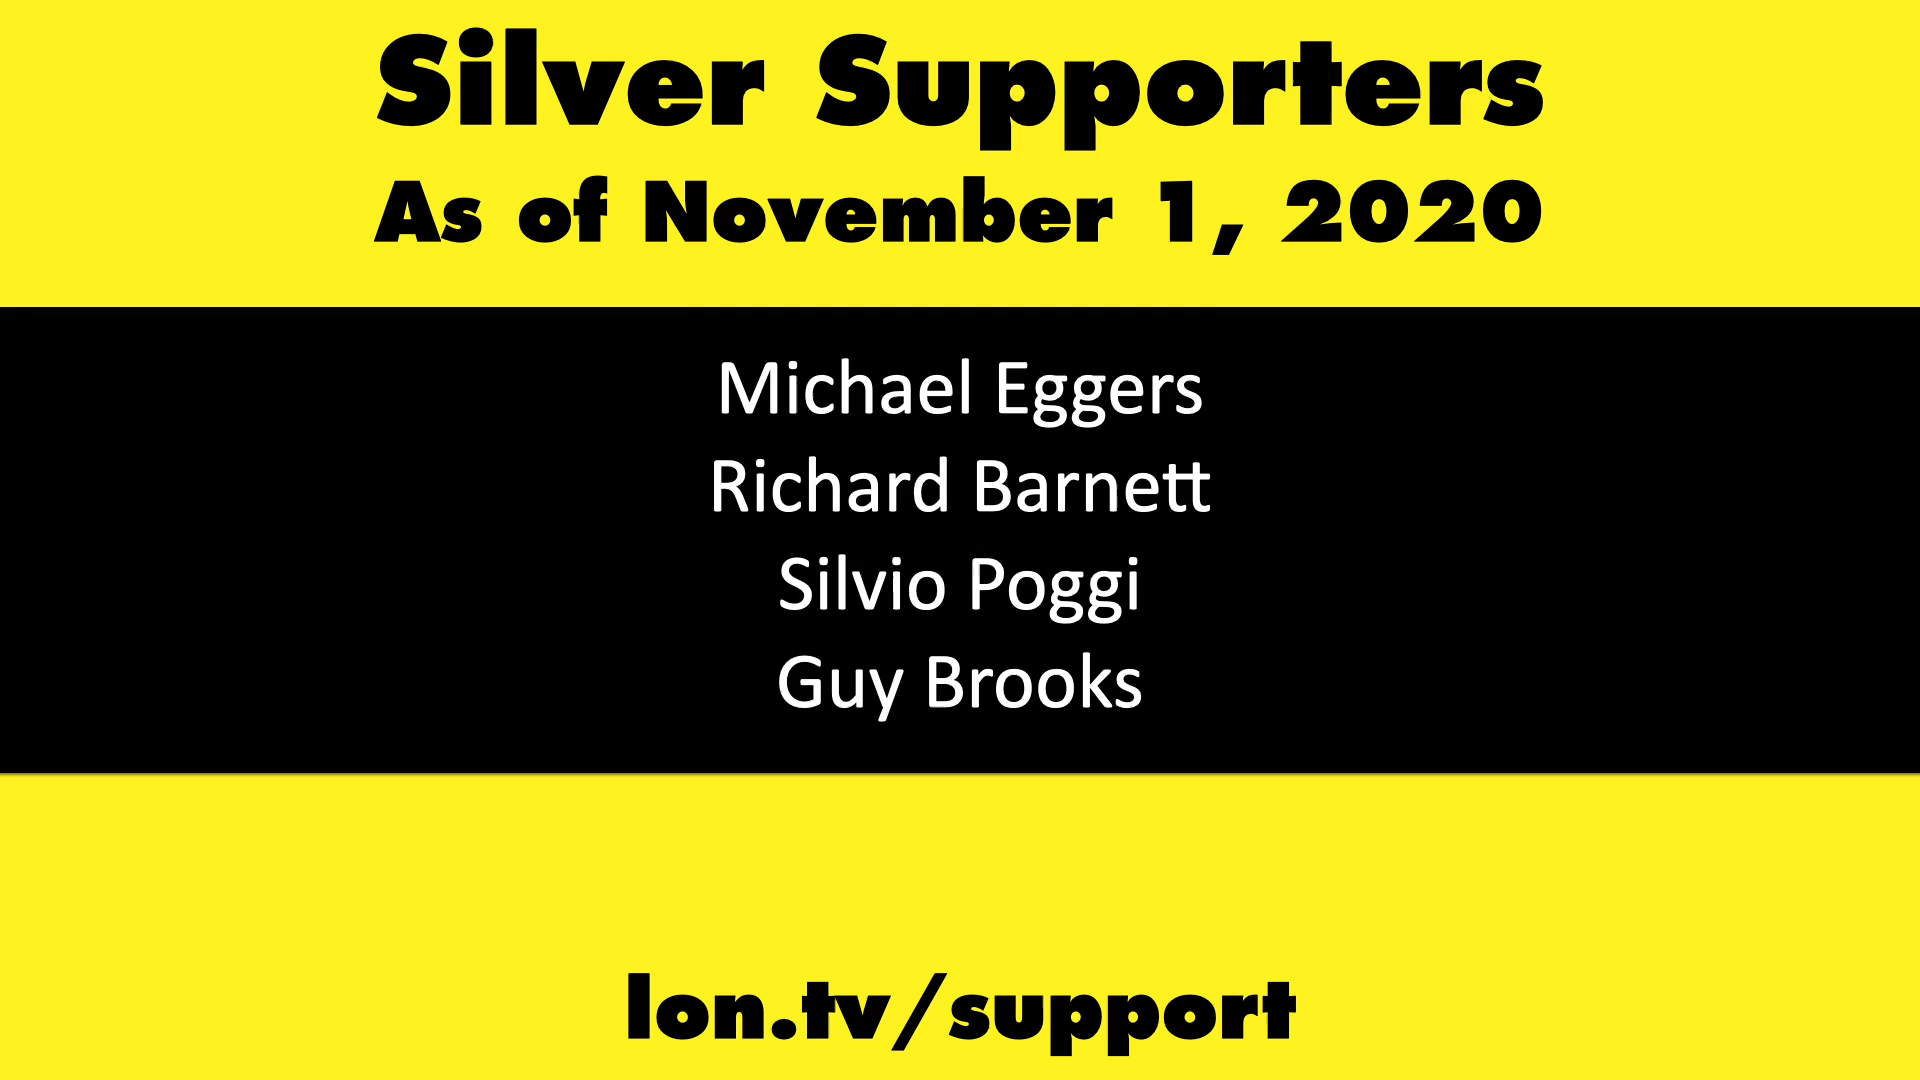 Silver Supporters
As of November 1, 2020
Michael Eggers
Richard Barnett
Silvio Poggi
Guy Brooks
lon.tv/support